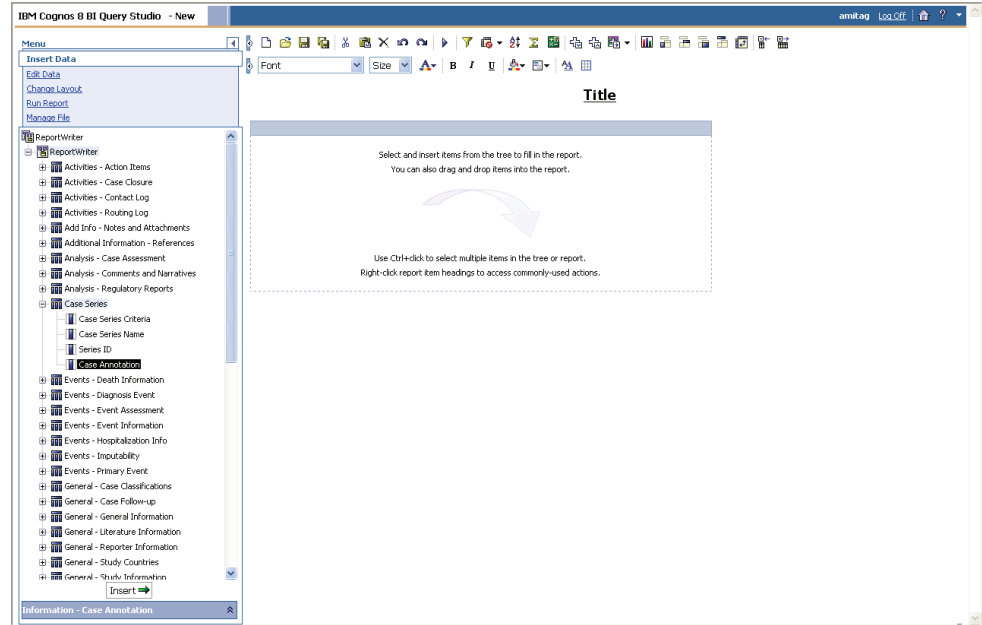 IBM Cognos 8 BI Query Studio - New
amitag Log Off ?
Menu
Insert Data
Edit Data
Change Layout
Run Report
Manage File
Font
Size
A
B I U
Title
ReportWriter
ReportWriter
Activities - Action Items
Activities - Case Closure
Activities - Contact Log
Activities - Routing Log
Add Info - Notes and Attachments
Additional Information - References
Analysis - Case Assessment
Analysis - Comments and Narratives
Analysis - Regulatory Reports
Case Series
Case Series Criteria
Case Series Name
Series ID
Case Annotation
Events - Death Information
Events - Diagnosis Event
Events - Event Assessment
Events - Event Information
Events - Hospitalization Info
Events - Imputability
Events - Primary Event
General - Case Classifications
General - Case Follow-up
General - General Information
General - Literature Information
General - Reporter Information
General - Study Countries
General - Study Information
Insert
Information - Case Annotation
Select and insert items from the tree to fill in the report.
You can also drag and drop items into the report.
Use Ctrl+click to select multiple items in the tree or report.
Right-click report item headings to access commonly-used actions.